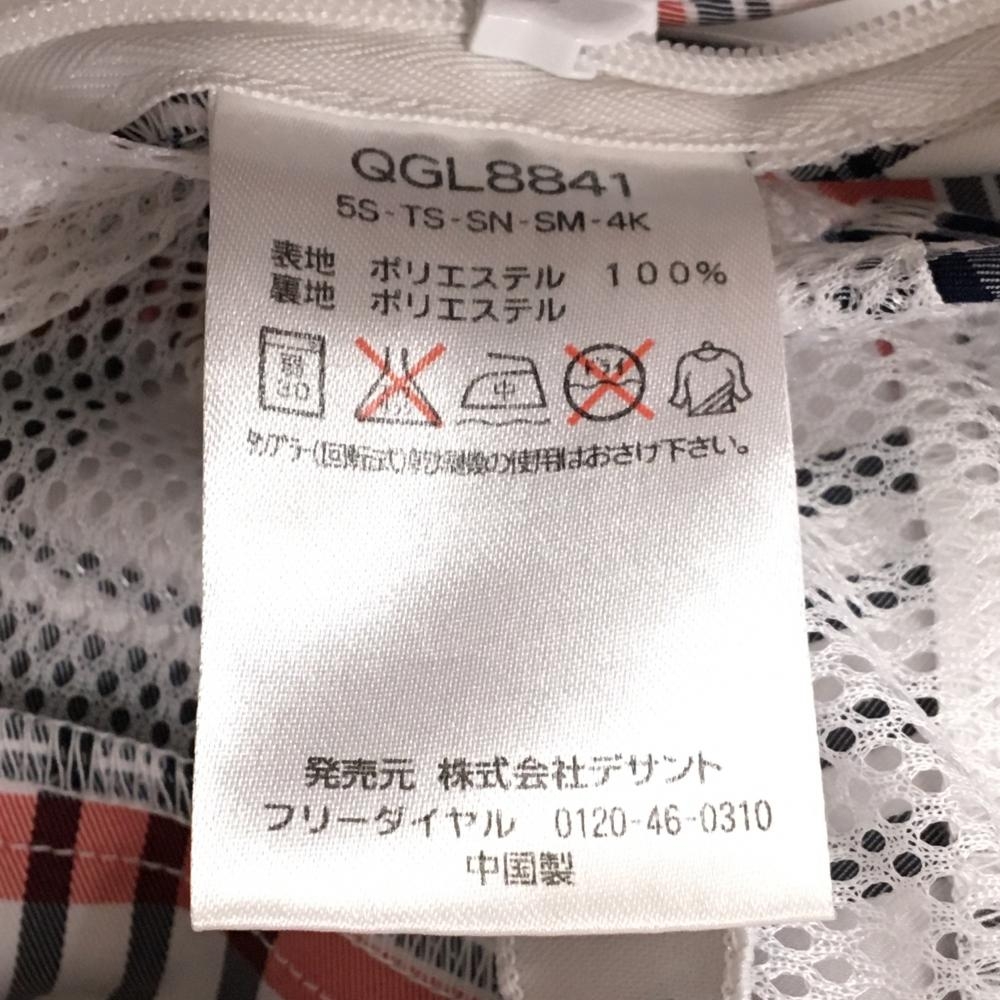 QGL8841
5S-TS-SN-SM-4K
表地 ポリエステル 100%
裏地 ポリエステル
弱
30
中
タンブラー(回転式)乾燥機の使用はおさけ下さい。
発売元 株式会社デサント
フリーダイヤル 0120-46-0310
中国製